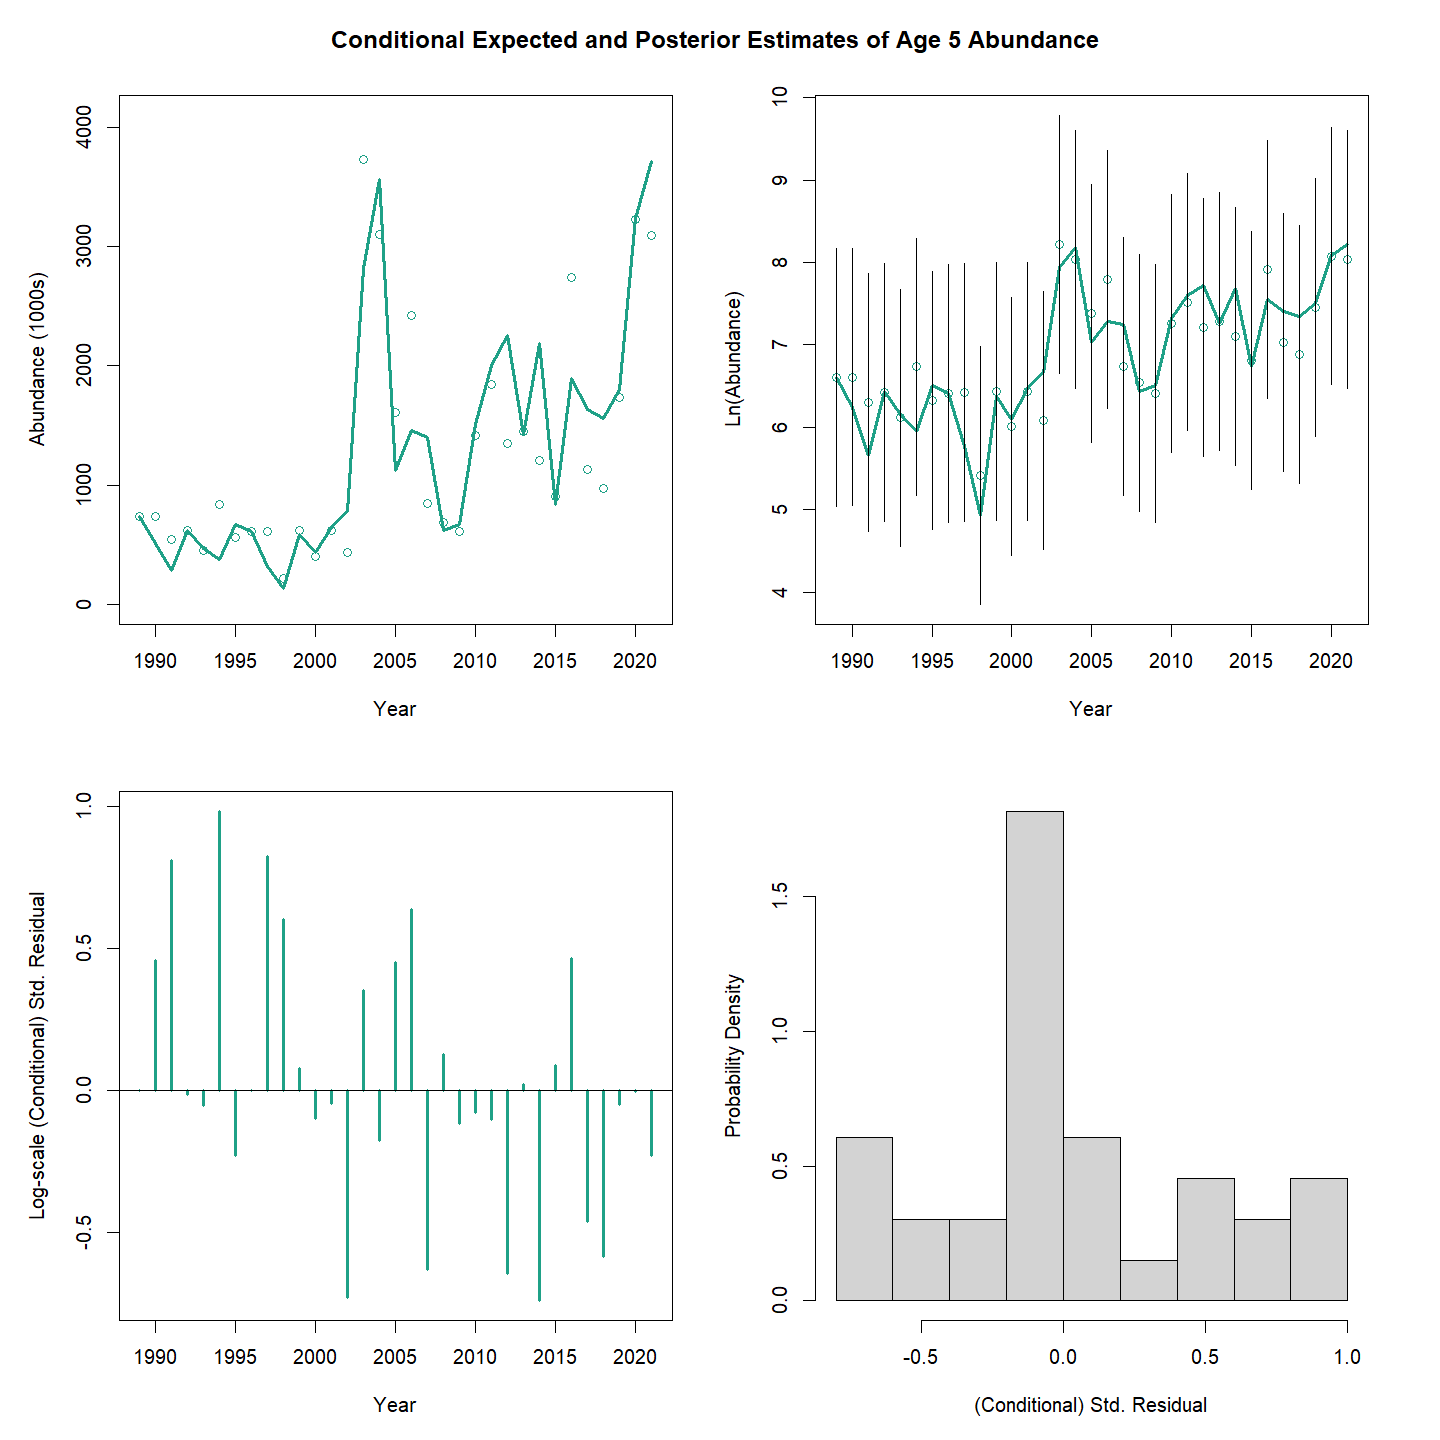 Conditional Expected and Posterior Estimates of Age 5 Abundance
Abundance (1000s)
4000
3000
2000
1000
0
1990 1995 2000 2005 2010 2015 2020
Year
Ln(Abundance)
10
9
8
7
6
5
4
1990 1995 2000 2005 2010 2015 2020
Year
Log-scale (Conditional) Std. Residual
1.0
0.5
0.0
-0.5
1990 1995 2000 2005 2010 2015 2020
Year
Probability Density
1.5
1.0
0.5
0.0
-0.5 0.0 0.5 1.0
(Conditional) Std. Residual